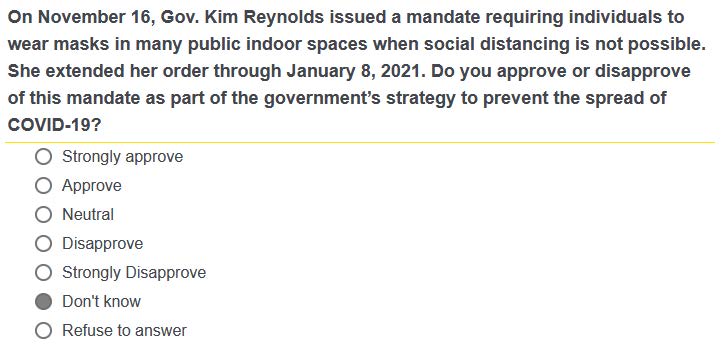 On November 16, Gov. Kim Reynolds issued a mandate requiring individuals to
wear masks in many public indoor spaces when social distancing is not possible.
She extended her order through January 8, 2021. Do you approve or disapprove
of this mandate as part of the government’s strategy to prevent the spread of
COVID-19?
Strongly approve
Approve
Neutral
Disapprove
Strongly Disapprove
Don't know
Refuse to answer